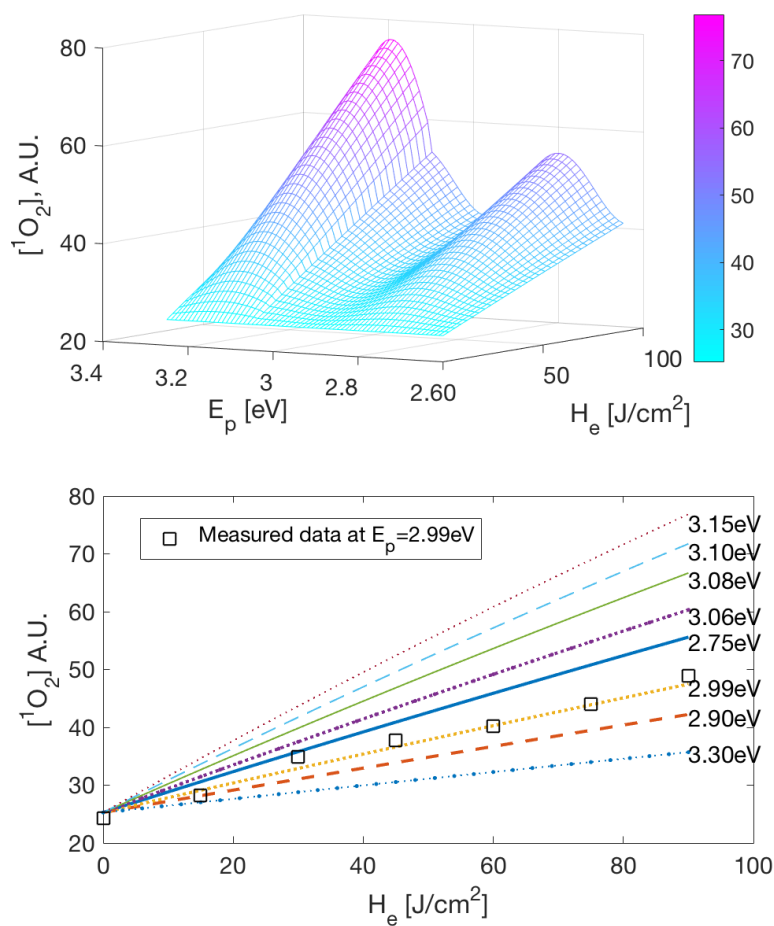 80
60
40
20
[¹O₂], A.U.
3.4
3.2
3
2.8
2.60
E_p [eV]
50
100
H_e [J/cm²]
70
60
50
40
30
80
70
60
50
40
30
20
[¹O₂] A.U.
Measured data at E_p=2.99eV
3.15eV
3.10eV
3.08eV
3.06eV
2.75eV
2.99eV
2.90eV
3.30eV
0
20
40
60
80
100
H_e [J/cm²]